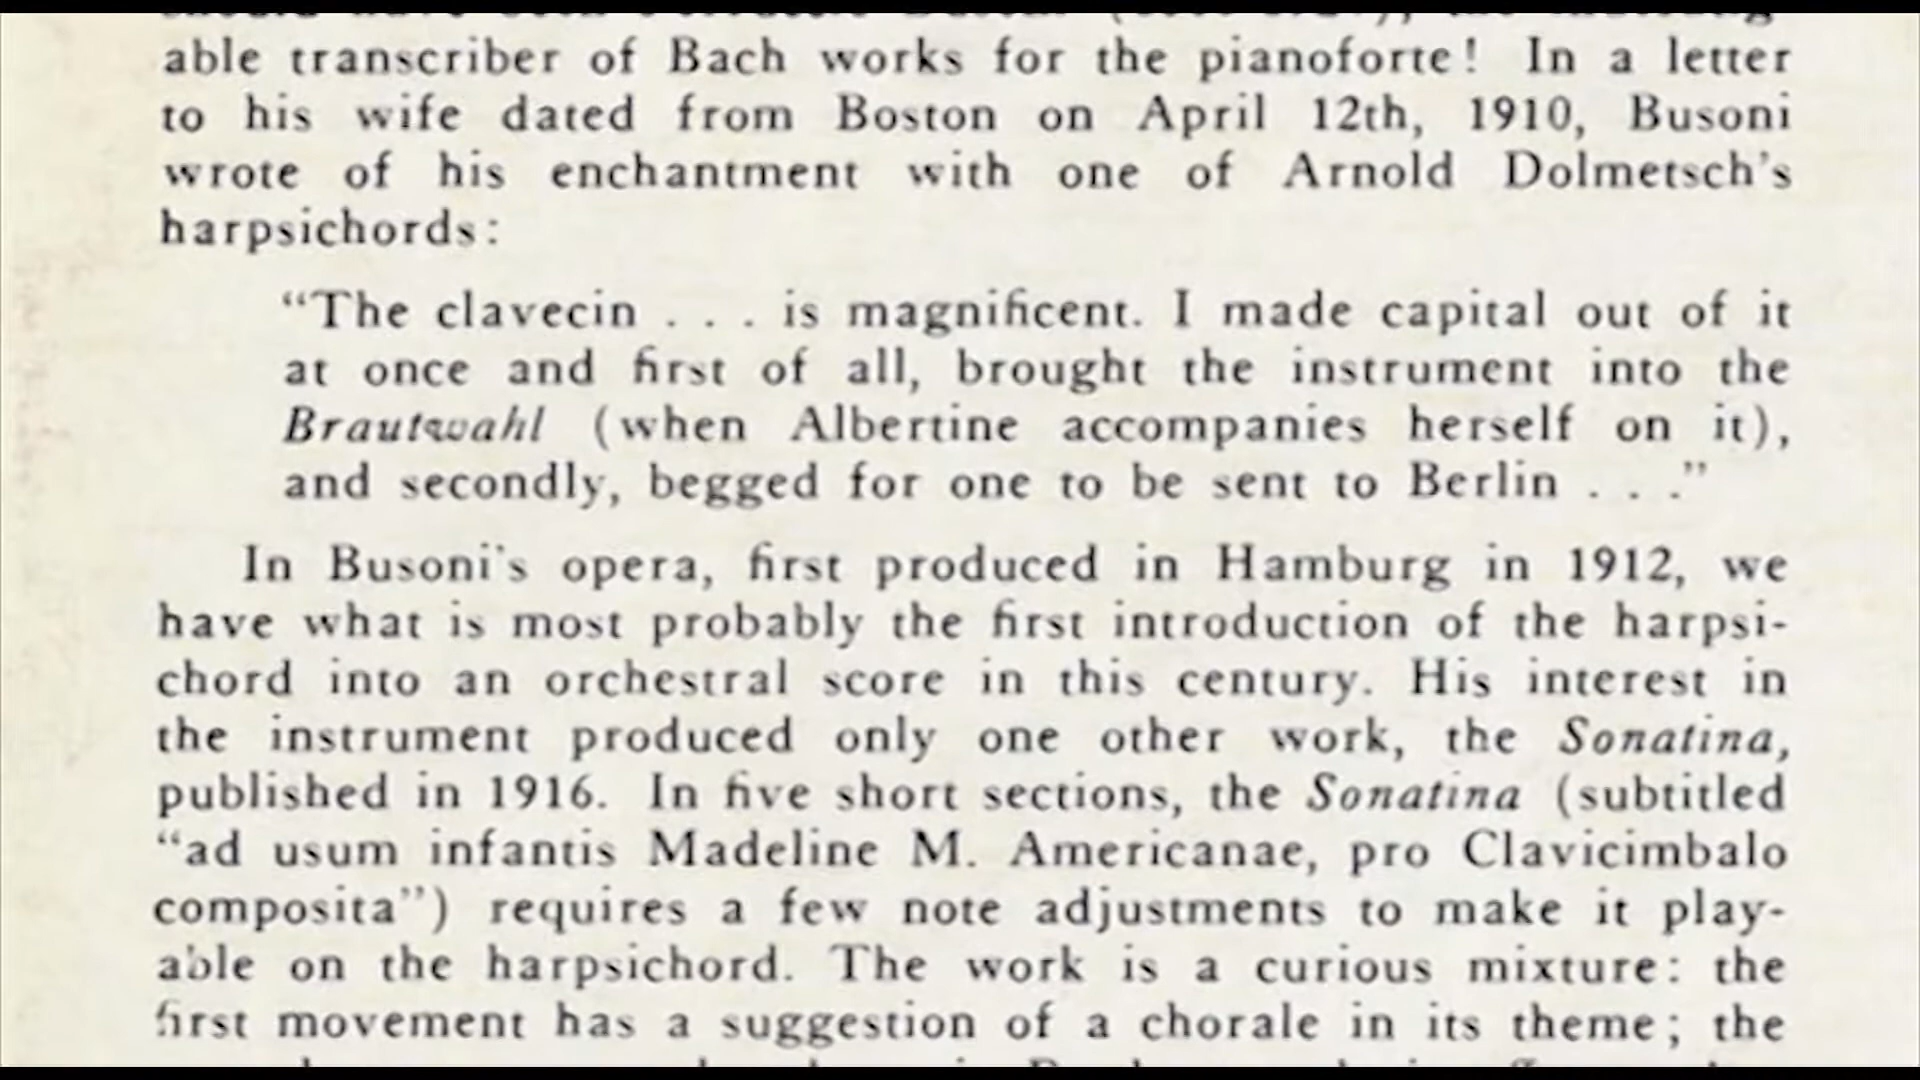 able transcriber of Bach works for the pianoforte! In a letter
to his wife dated from Boston on April 12th, 1910, Busoni
wrote of his enchantment with one of Arnold Dolmetsch's
harpsichords:
“The clavecin . . . is magnificent. I made capital out of it
at once and first of all, brought the instrument into the
Brautwahl (when Albertine accompanies herself on it),
and secondly, begged for one to be sent to Berlin . . .”
In Busoni's opera, first produced in Hamburg in 1912, we
have what is most probably the first introduction of the harpsi-
chord into an orchestral score in this century. His interest in
the instrument produced only one other work, the Sonatina,
published in 1916. In five short sections, the Sonatina (subtitled
“ad usum infantis Madeline M. Americanae, pro Clavicimbalo
composita”) requires a few note adjustments to make it play-
able on the harpsichord. The work is a curious mixture: the
first movement has a suggestion of a chorale in its theme; the